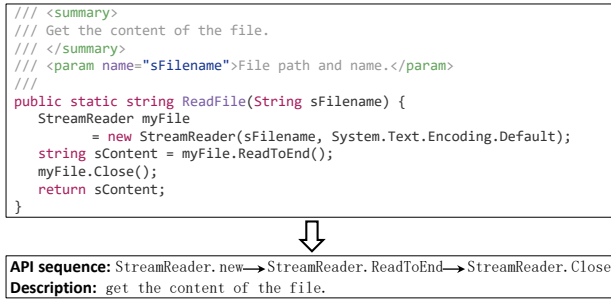 /// <summary>
/// Get the content of the file.
/// </summary>
/// <param name="sFilename">File path and name.</param>
///
public static string ReadFile(String sFilename) {
StreamReader myFile
= new StreamReader(sFilename, System.Text.Encoding.Default);
string sContent = myFile.ReadToEnd();
myFile.Close();
return sContent;
}
API sequence: StreamReader.new→StreamReader.ReadToEnd→StreamReader.Close
Description: get the content of the file.